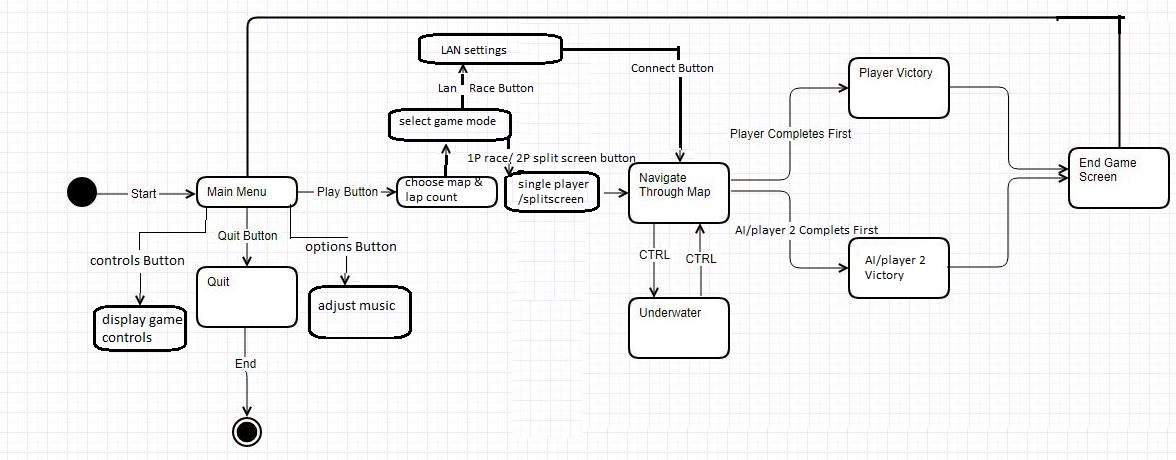 LAN settings
Connect Button
Player Victory
Lan Race Button
select game mode
Player Completes First
1P race/ 2P split screen button
End Game
Screen
Start
Main Menu
Play Button
choose map &
lap count
single player
/splitscreen
Navigate
Through Map
Quit Button
options Button
controls Button
CTRL
CTRL
AI/player 2 Complets First
AI/player 2
Victory
Quit
adjust music
display game
controls
Underwater
End